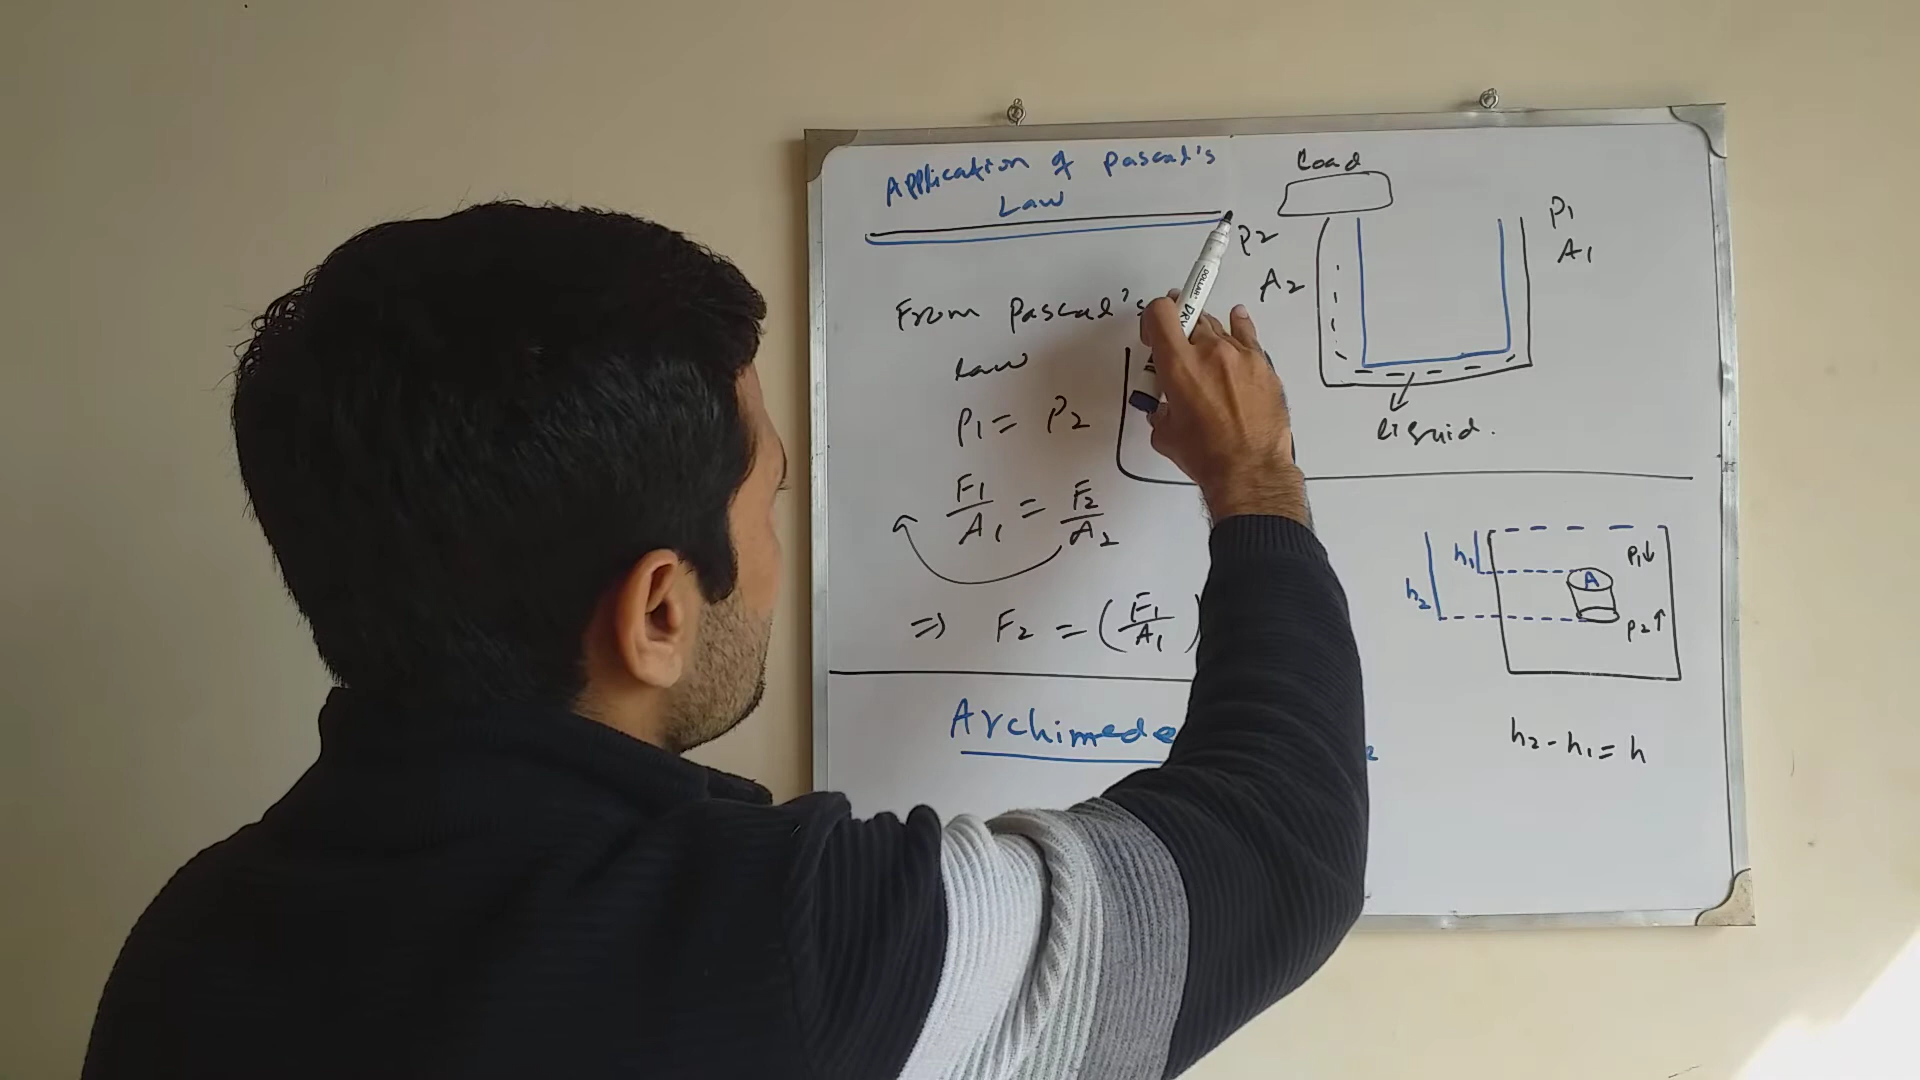 Application of Pascal's
Law
From Pascal's
law
P1 = P2
F1/A1 = F2/A2
=> F2 = (F1/A1)
Load
P2
A2
P1
A1
liquid.
h1
h2
A
P1↓
P2↑
h2 - h1 = h
Archimede
DOLLAR